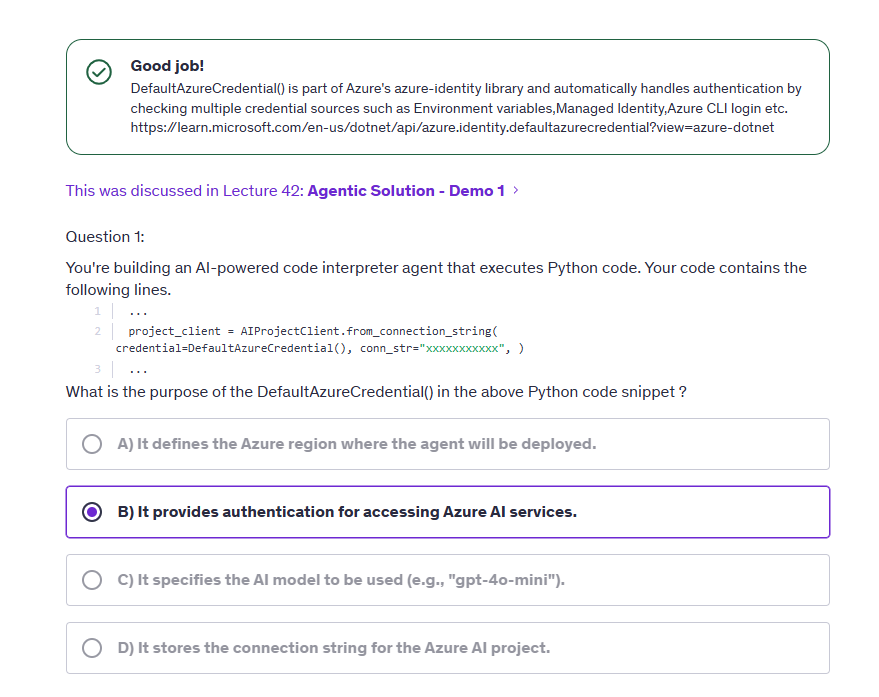 Good job!
DefaultAzureCredential() is part of Azure's azure-identity library and automatically handles authentication by
checking multiple credential sources such as Environment variables,Managed Identity,Azure CLI login etc.
https://learn.microsoft.com/en-us/dotnet/api/azure.identity.defaultazurecredential?view=azure-dotnet
This was discussed in Lecture 42: Agentic Solution - Demo 1 >
Question 1:
You're building an AI-powered code interpreter agent that executes Python code. Your code contains the
following lines.
1 ...
2 project_client = AIProjectClient.from_connection_string(
credential=DefaultAzureCredential(), conn_str="xxxxxxxxxxx", )
3 ...
What is the purpose of the DefaultAzureCredential() in the above Python code snippet ?
A) It defines the Azure region where the agent will be deployed.
B) It provides authentication for accessing Azure AI services.
C) It specifies the AI model to be used (e.g., "gpt-4o-mini").
D) It stores the connection string for the Azure AI project.